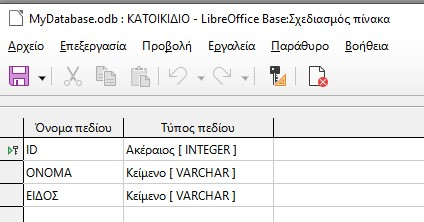 MyDatabase.odb : ΚΑΤΟΙΚΙΔΙΟ - LibreOffice Base:Σχεδιασμός πίνακα
Αρχείο Επεξεργασία Προβολή Εργαλεία Παράθυρο Βοήθεια
Όνομα πεδίου Τύπος πεδίου
ID Ακέραιος [ INTEGER ]
ΟΝΟΜΑ Κείμενο [ VARCHAR ]
ΕΙΔΟΣ Κείμενο [ VARCHAR ]